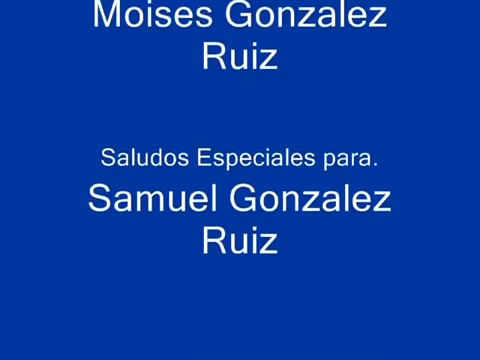 Moises Gonzalez
Ruiz
Saludos Especiales para.
Samuel Gonzalez
Ruiz